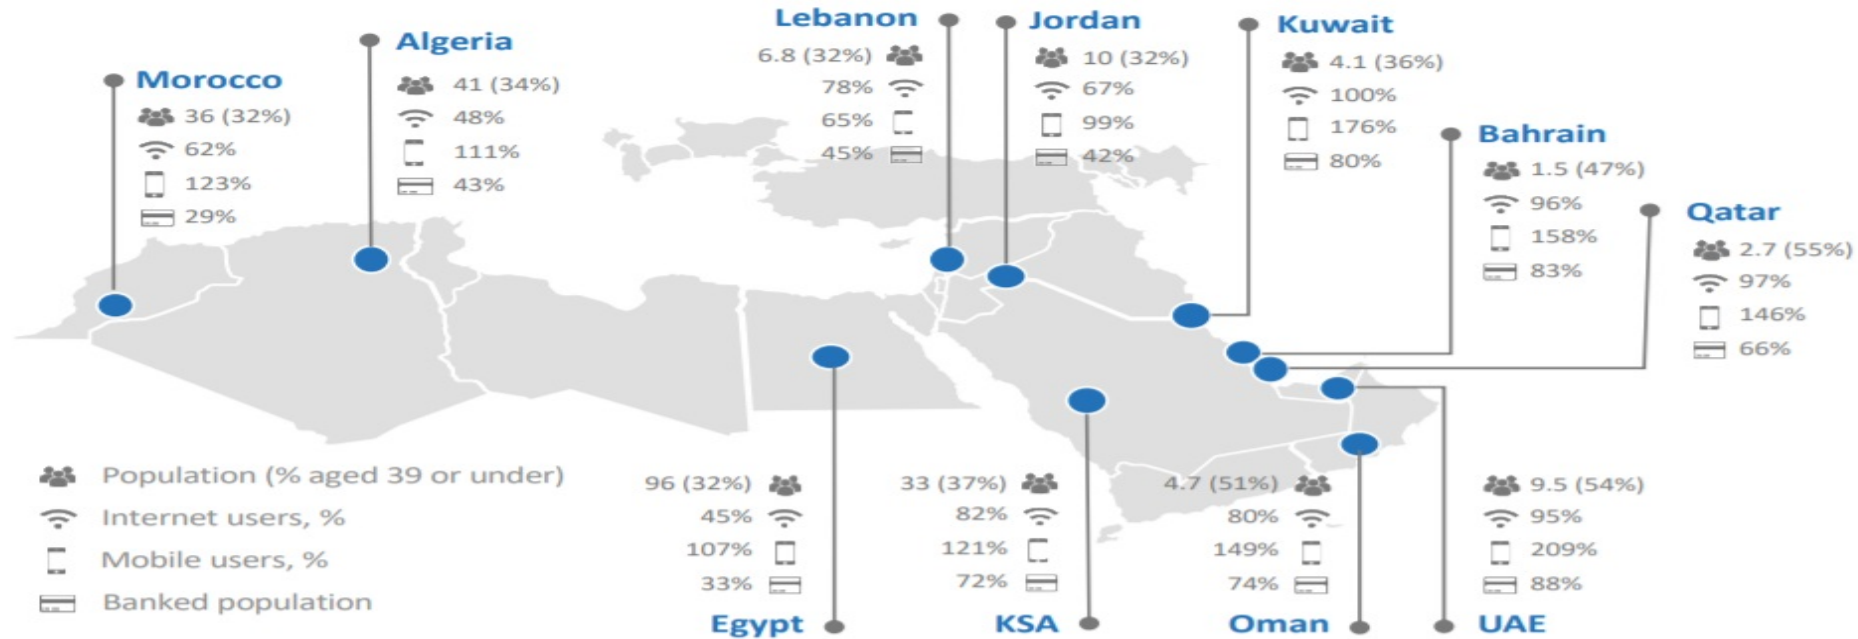 Morocco
36 (32%)
62%
123%
29%
Algeria
41 (34%)
48%
111%
43%
Lebanon
6.8 (32%)
78%
65%
45%
Jordan
10 (32%)
67%
99%
42%
Kuwait
4.1 (36%)
100%
176%
80%
Bahrain
1.5 (47%)
96%
158%
83%
Qatar
2.7 (55%)
97%
146%
66%
Population (% aged 39 or under)
Internet users, %
Mobile users, %
Banked population
96 (32%)
45%
107%
33%
Egypt
33 (37%)
82%
121%
72%
KSA
4.7 (51%)
80%
149%
74%
Oman
9.5 (54%)
95%
209%
88%
UAE